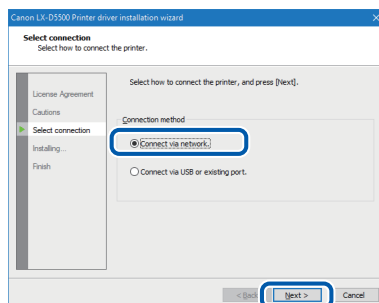 Canon LX-D5500 Printer driver installation wizard
Select connection
Select how to connect the printer.
Select how to connect the printer, and press [Next].
License Agreement
Cautions
Select connection
Installing...
Finish
Connection method
Connect via network.
Connect via USB or existing port.
< Back
Next >
Cancel